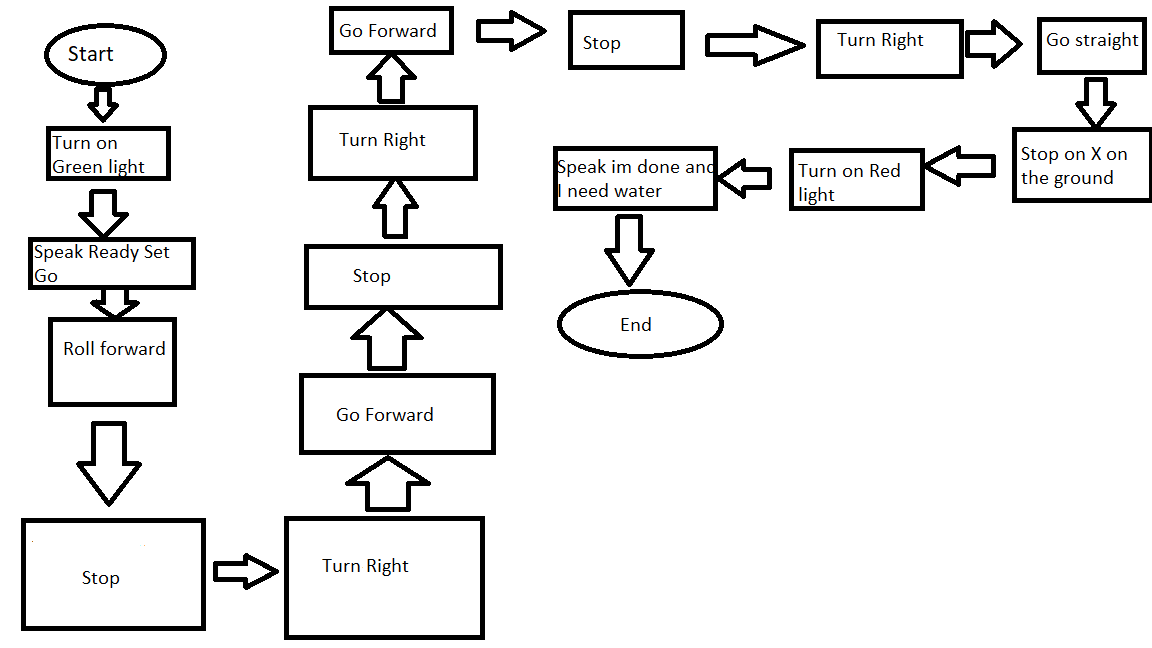 Start
Turn on
Green light
Speak Ready Set
Go
Roll forward
Stop
Turn Right
Go Forward
Stop
Turn Right
Go Forward
Stop
Turn Right
Go straight
Stop on X on
the ground
Turn on Red
light
Speak im done and
I need water
End